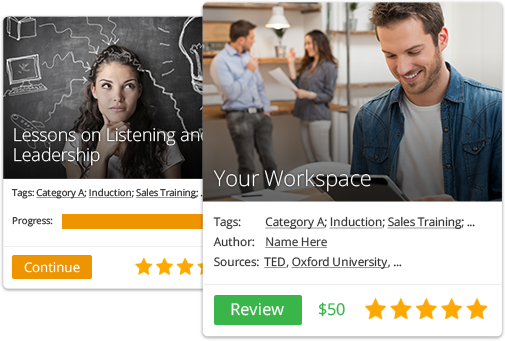 Lessons on Listening and
Leadership
Tags: Category A; Induction; Sales Training; ..
Progress:
Continue
Your Workspace
Tags: Category A; Induction; Sales Training; ...
Author: Name Here
Sources: TED, Oxford University, ...
Review $50